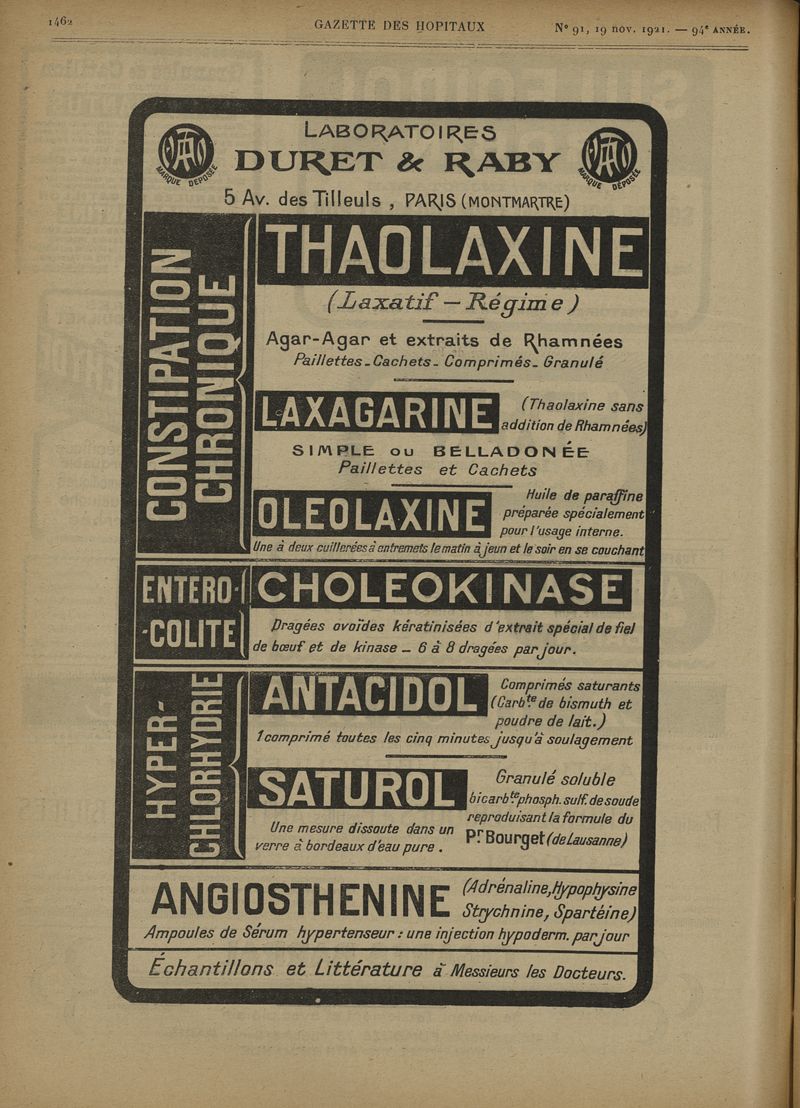 1462
GAZETTE DES HOPITAUX
N° 91, 19 nov. 1921. — 94e ANNÉE.
LABORATOIRES
DURET & RABY
MARQUE DÉPOSÉE
MARQUE DÉPOSÉE
5 Av. des Tilleuls , PARIS (MONTMARTRE)
CONSTIPATION
CHRONIQUE
THAOLAXINE
(Laxatif — Régime)
Agar-Agar et extraits de Rhamnées
Paillettes - Cachets - Comprimés - Granulé
LAXAGARINE
(Thaolaxine sans
addition de Rhamnées)
SIMPLE ou BELLADONÉE
Paillettes et Cachets
OLEOLAXINE
Huile de paraffine
préparée spécialement
pour l'usage interne.
Une à deux cuillerées à entremets le matin à jeun et le soir en se couchant
ENTERO-
-COLITE
CHOLEOKINASE
Dragées ovoïdes kératinisées d'extrait spécial de fiel
de bœuf et de kinase — 6 à 8 dragées par jour.
HYPER-
CHLORHYDRIE
ANTACIDOL
Comprimés saturants
(Carbte de bismuth et
poudre de lait.)
1 comprimé toutes les cinq minutes jusqu'à soulagement
SATUROL
Granulé soluble
bicarbte phosph. sulf. de soude
reproduisant la formule du
Pr Bourget (de Lausanne)
Une mesure dissoute dans un
verre à bordeaux d'eau pure .
ANGIOSTHENINE
(Adrénaline, Hypophysine
Strychnine, Spartéine)
Ampoules de Sérum hypertenseur : une injection hypoderm. par jour
Échantillons et Littérature à Messieurs les Docteurs.